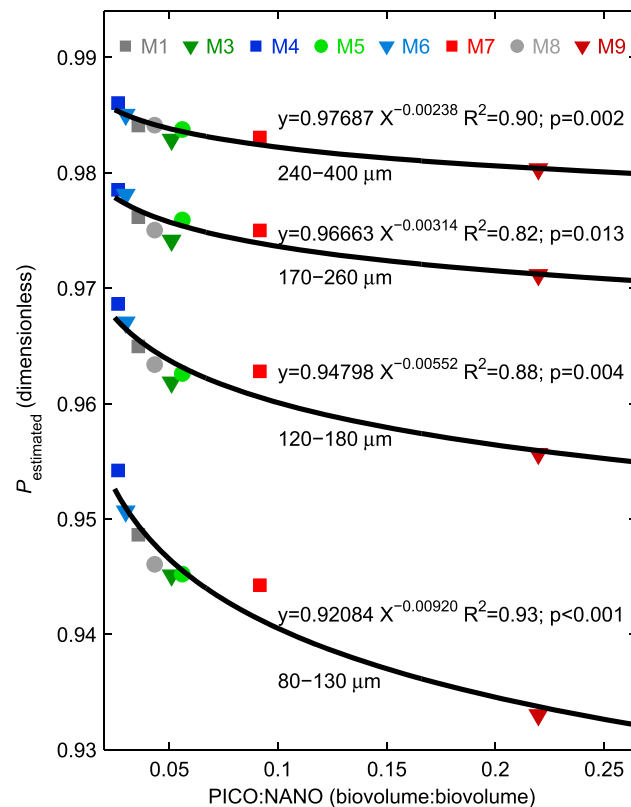 M1 M3 M4 M5 M6 M7 M8 M9
0.99
y=0.97687 X^−0.00238 R²=0.90; p=0.002
0.98
240−400 μm
y=0.96663 X^−0.00314 R²=0.82; p=0.013
0.97
170−260 μm
y=0.94798 X^−0.00552 R²=0.88; p=0.004
0.96
120−180 μm
0.95
y=0.92084 X^−0.00920 R²=0.93; p<0.001
0.94
80−130 μm
0.93
P_estimated (dimensionless)
0.05 0.1 0.15 0.2 0.25
PICO:NANO (biovolume:biovolume)